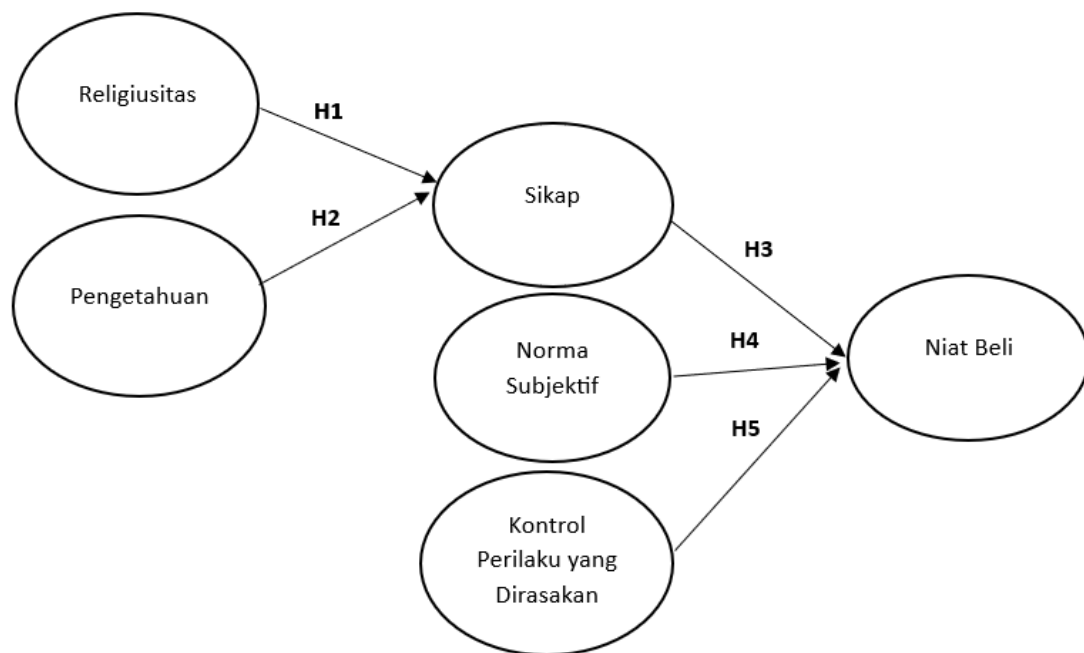 Religiusitas
H1
Pengetahuan
H2
Sikap
H3
Norma
Subjektif
H4
Kontrol
Perilaku yang
Dirasakan
H5
Niat Beli